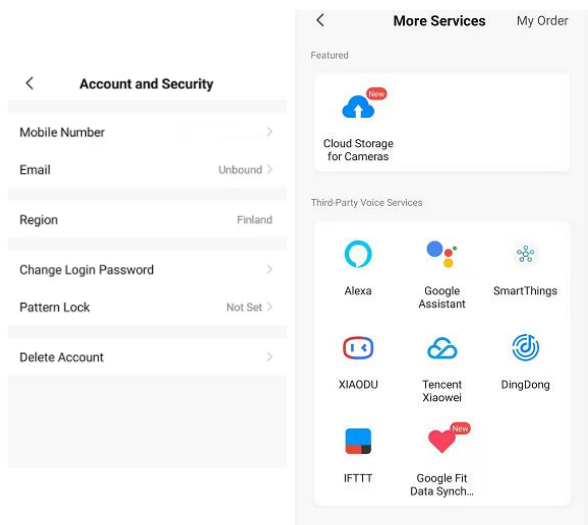 Account and Security
Mobile Number
Email
Unbound
Region
Finland
Change Login Password
Pattern Lock
Not Set
Delete Account
More Services
My Order
Featured
New
Cloud Storage
for Cameras
Third-Party Voice Services
Alexa
Google
Assistant
SmartThings
XIAODU
Tencent
Xiaowei
DingDong
IFTTT
New
Google Fit
Data Synch...